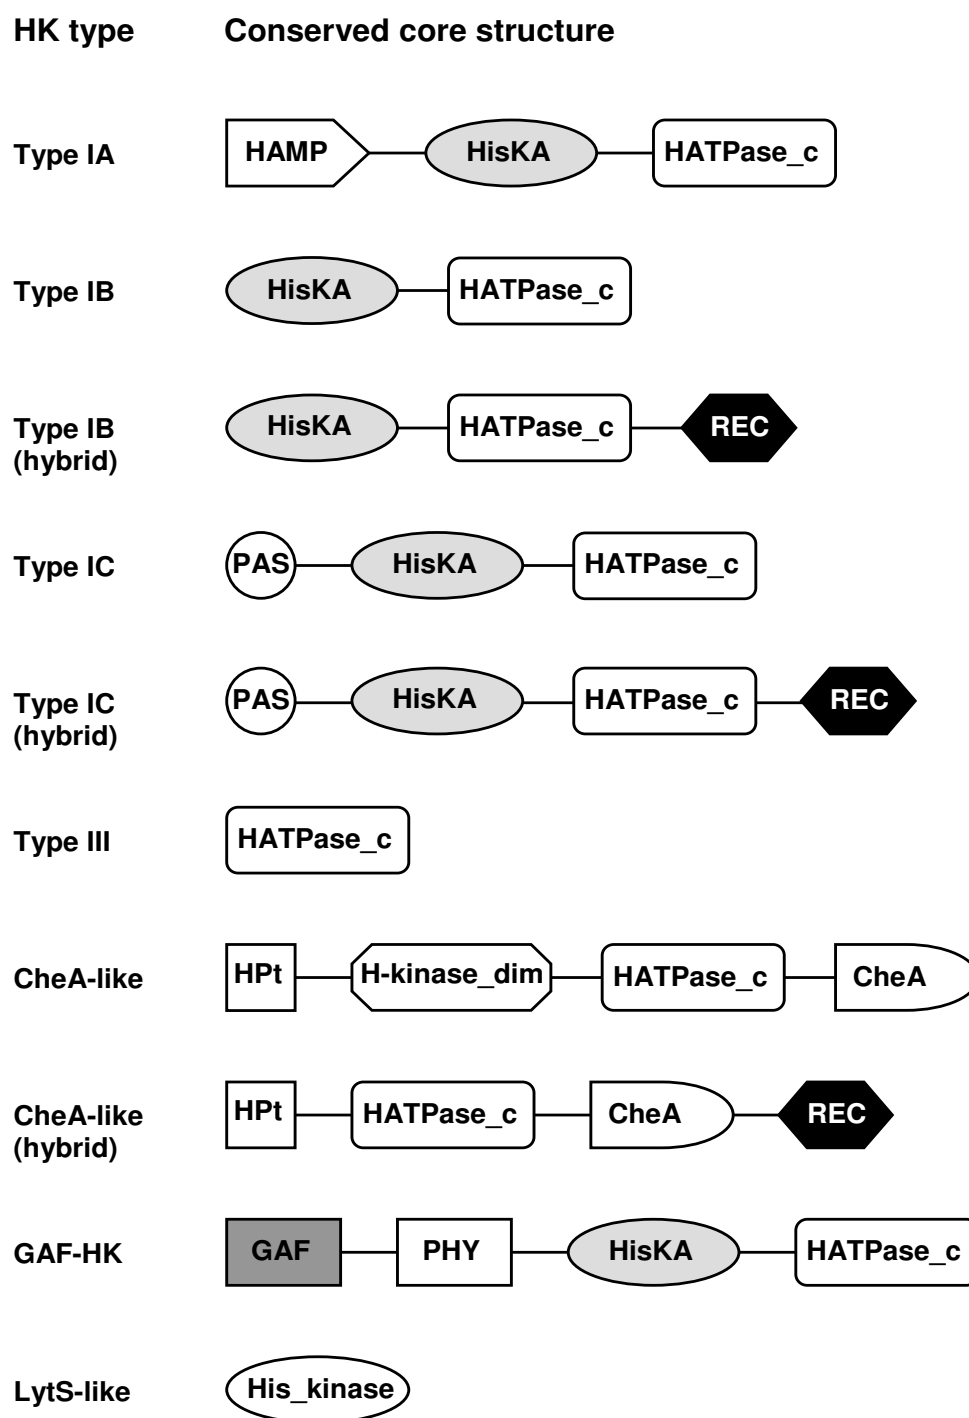 HK type Conserved core structure
Type IA HAMP HisKA HATPase_c
Type IB HisKA HATPase_c
Type IB
(hybrid) HisKA HATPase_c REC
Type IC PAS HisKA HATPase_c
Type IC
(hybrid) PAS HisKA HATPase_c REC
Type III HATPase_c
CheA-like HPt H-kinase_dim HATPase_c CheA
CheA-like
(hybrid) HPt HATPase_c CheA REC
GAF-HK GAF PHY HisKA HATPase_c
LytS-like His_kinase